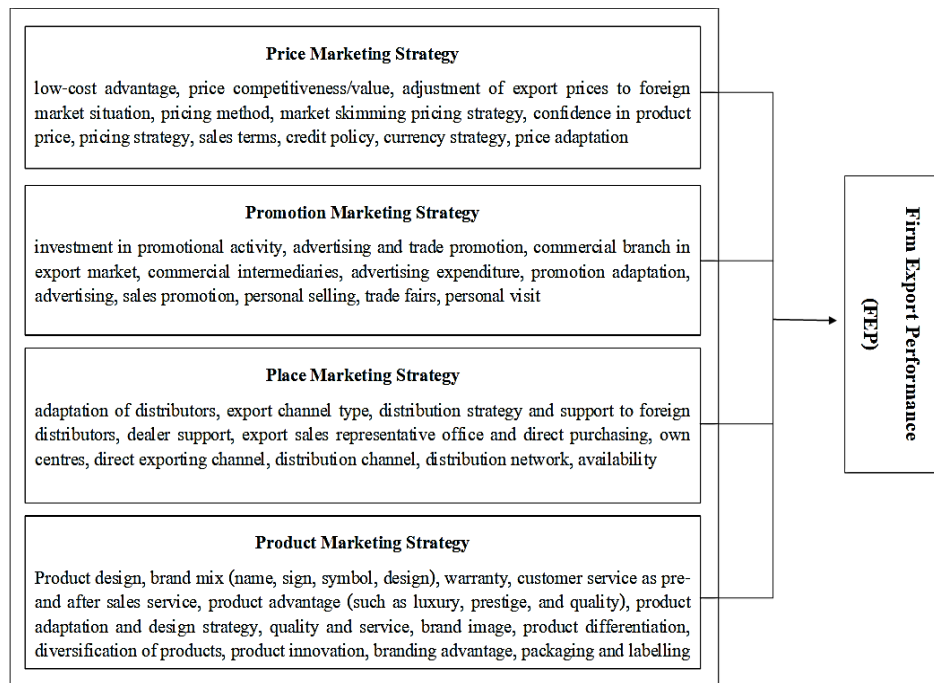 Price Marketing Strategy
low-cost advantage, price competitiveness/value, adjustment of export prices to foreign
market situation, pricing method, market skimming pricing strategy, confidence in product
price, pricing strategy, sales terms, credit policy, currency strategy, price adaptation
Promotion Marketing Strategy
investment in promotional activity, advertising and trade promotion, commercial branch in
export market, commercial intermediaries, advertising expenditure, promotion adaptation,
advertising, sales promotion, personal selling, trade fairs, personal visit
Place Marketing Strategy
adaptation of distributors, export channel type, distribution strategy and support to foreign
distributors, dealer support, export sales representative office and direct purchasing, own
centres, direct exporting channel, distribution channel, distribution network, availability
Product Marketing Strategy
Product design, brand mix (name, sign, symbol, design), warranty, customer service as pre-
and after sales service, product advantage (such as luxury, prestige, and quality), product
adaptation and design strategy, quality and service, brand image, product differentiation,
diversification of products, product innovation, branding advantage, packaging and labelling
Firm Export Performance
(FEP)